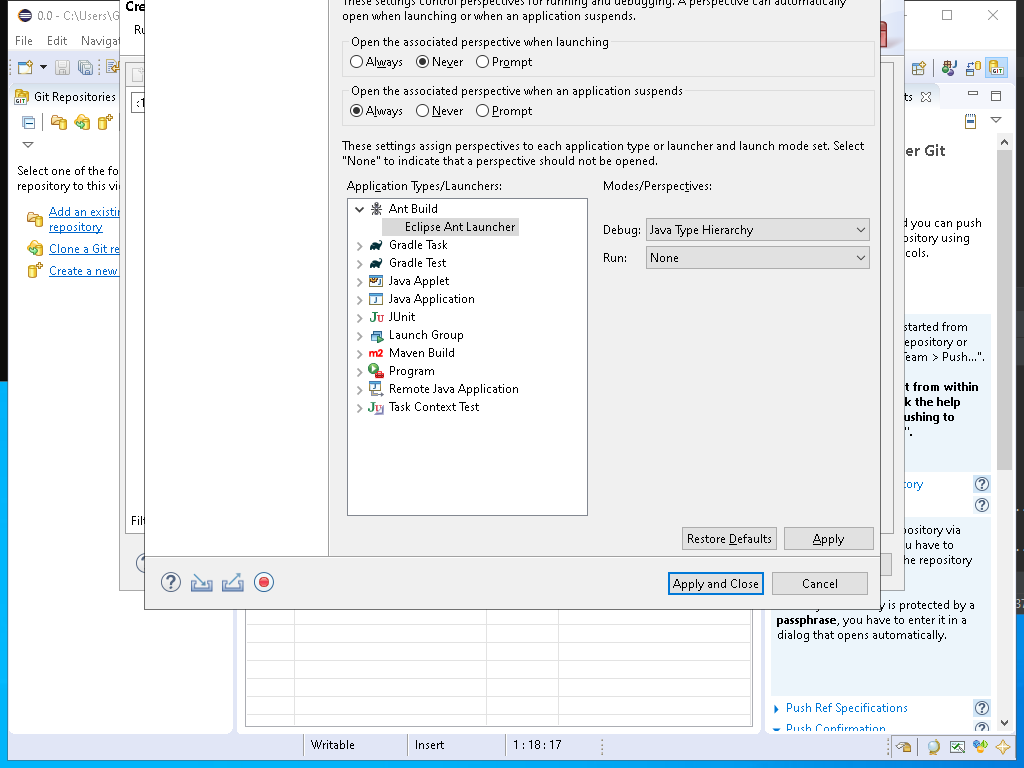 0.0 - C:\Users\G
File Edit Naviga
Cre
Ru
These settings control perspectives for running and debugging. A perspective can automatically
open when launching or when an application suspends.
Open the associated perspective when launching
Always Never Prompt
Open the associated perspective when an application suspends
Always Never Prompt
These settings assign perspectives to each application type or launcher and launch mode set. Select
"None" to indicate that a perspective should not be opened.
Application Types/Launchers:
Ant Build
Eclipse Ant Launcher
Gradle Task
Gradle Test
Java Applet
Java Application
JUnit
Launch Group
Maven Build
Program
Remote Java Application
Task Context Test
Modes/Perspectives:
Debug: Java Type Hierarchy
Run: None
Restore Defaults Apply
Apply and Close Cancel
Git Repositories
Select one of the fo
repository to this vi
Add an existin
repository
Clone a Git re
Create a new
:1
Filt
ts
er Git
d you can push
ository using
cols.
started from
epository or
Team > Push...".
t from within
k the help
ushing to
".
ory
pository via
u have to
he repository
y is protected by a
passphrase, you have to enter it in a
dialog that opens automatically.
Push Ref Specifications
Push Confirmation
Writable Insert 1 : 18 : 17